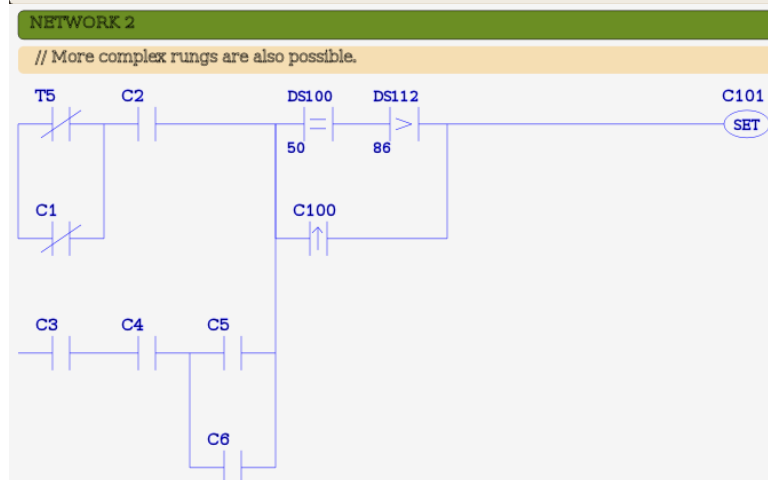 NETWORK 2
// More complex rungs are also possible.
T5 C2 DS100 DS112 C101
SET
50 86
C1 C100
C3 C4 C5
C6